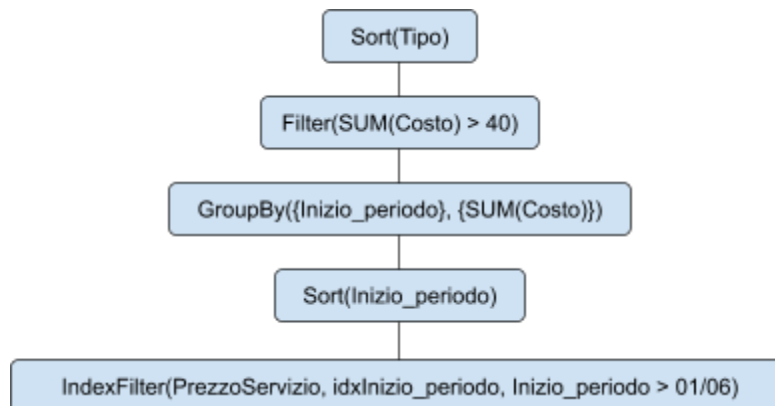 Sort(Tipo)
Filter(SUM(Costo) > 40)
GroupBy({Inizio_periodo}, {SUM(Costo)})
Sort(Inizio_periodo)
IndexFilter(PrezzoServizio, idxInizio_periodo, Inizio_periodo > 01/06)